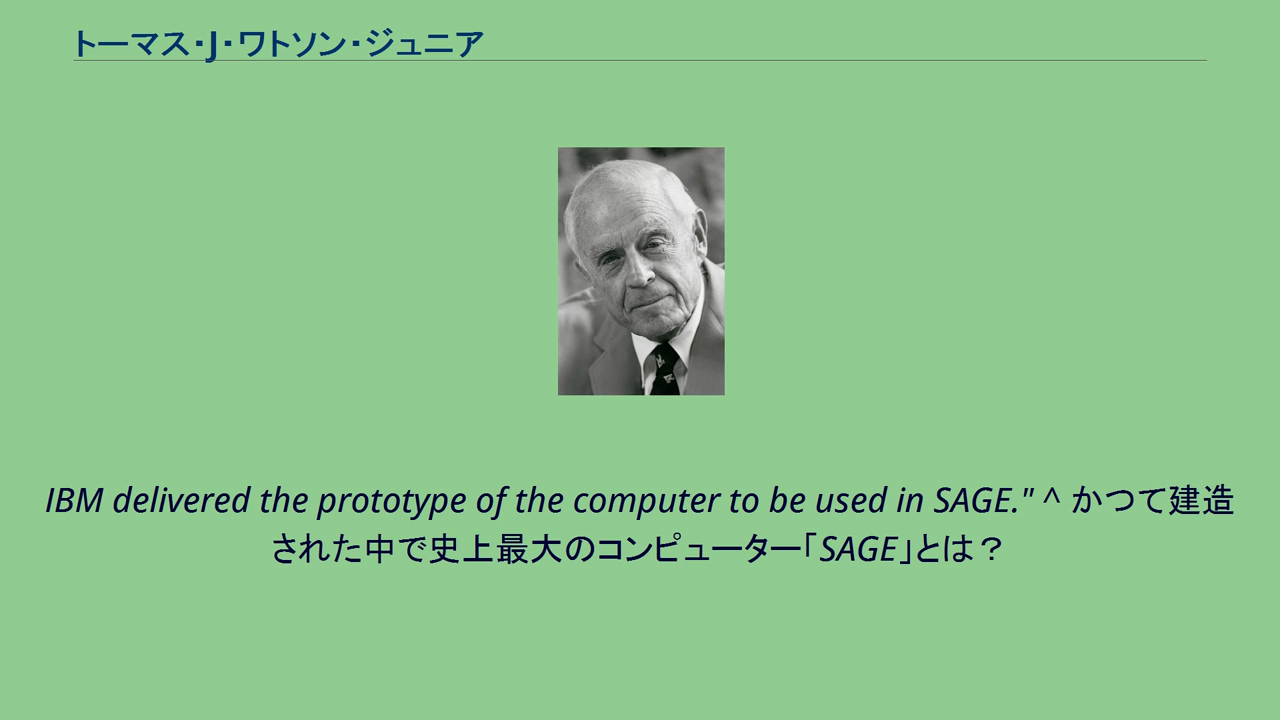 トーマス・J・ワトソン・ジュニア
IBM delivered the prototype of the computer to be used in SAGE." ^ かつて建造
された中で史上最大のコンピューター「SAGE」とは？